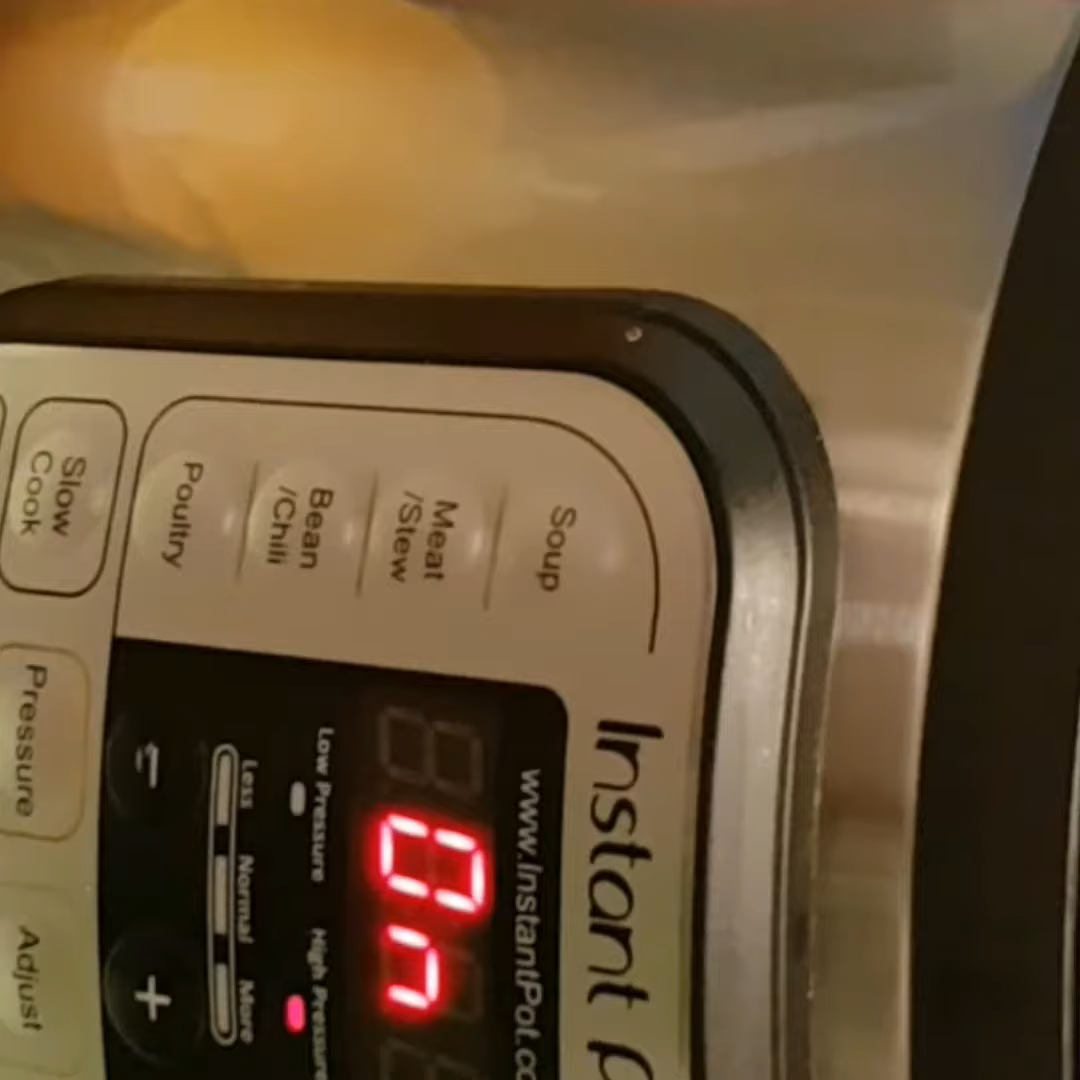 Instant P
www.InstantPot.co
Soup
Meat
/Stew
Bean
/Chili
Poultry
Slow
Cook
On
Low Pressure
High Pressure
Less
Normal
More
−
+
Pressure
Adjust